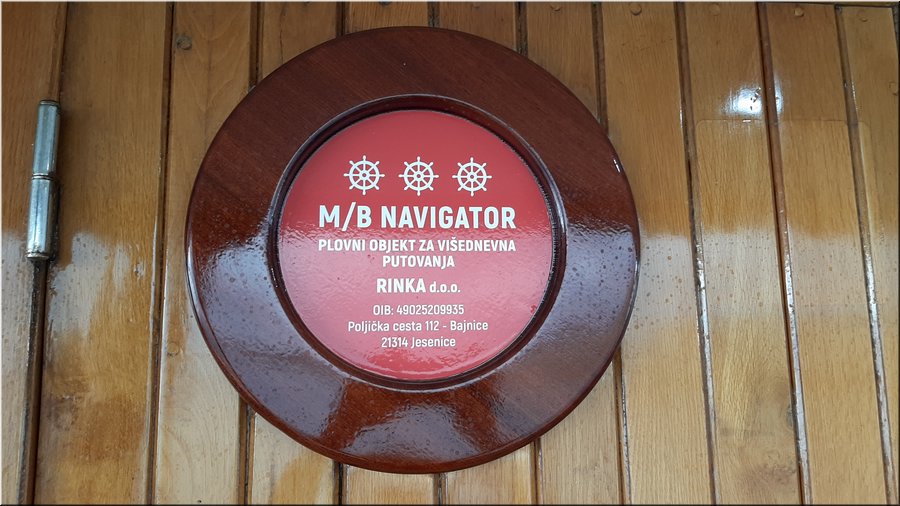 M/B NAVIGATOR
PLOVNI OBJEKT ZA VIŠEDNEVNA
PUTOVANJA
RINKA d.o.o.
OIB: 49025209935
Poljička cesta 112 - Bajnice
21314 Jesenice